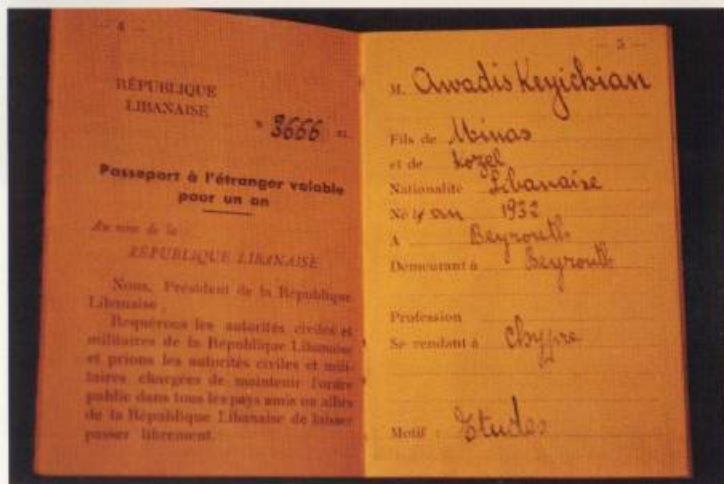 — 4 —
RÉPUBLIQUE
LIBANAISE
N° 3666
Passeport à l'étranger valable
pour un an
Au nom de la
RÉPUBLIQUE LIBANAISE
Nous, Président de la République
Libanaise,
Requérons les autorités civiles et
militaires de la République Libanaise
et prions les autorités civiles et mili-
taires chargées de maintenir l'ordre
public dans tous les pays amis ou alliés
de la République Libanaise de laisser
passer librement.
— 5 —
M. Awadis Keyichian
Fils de Minas
et de Kozel
Nationalité Libanaise
Né 1932
A Beyrouth
Demeurant à Beyrouth
Profession
Se rendant à Chypre
Motif : Etudes